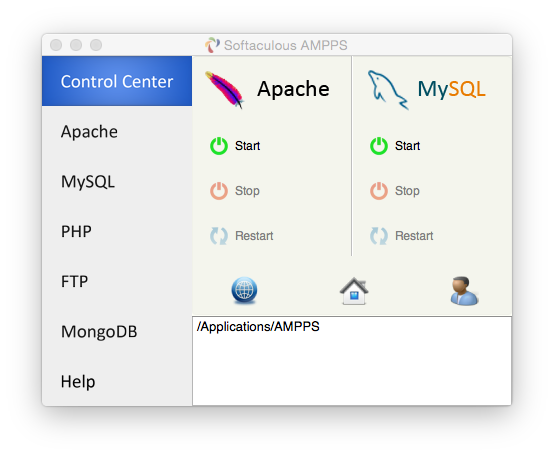 Softaculous AMPPS
Control Center
Apache
MySQL
PHP
FTP
MongoDB
Help
Apache
Start
Stop
Restart
MySQL
Start
Stop
Restart
/Applications/AMPPS